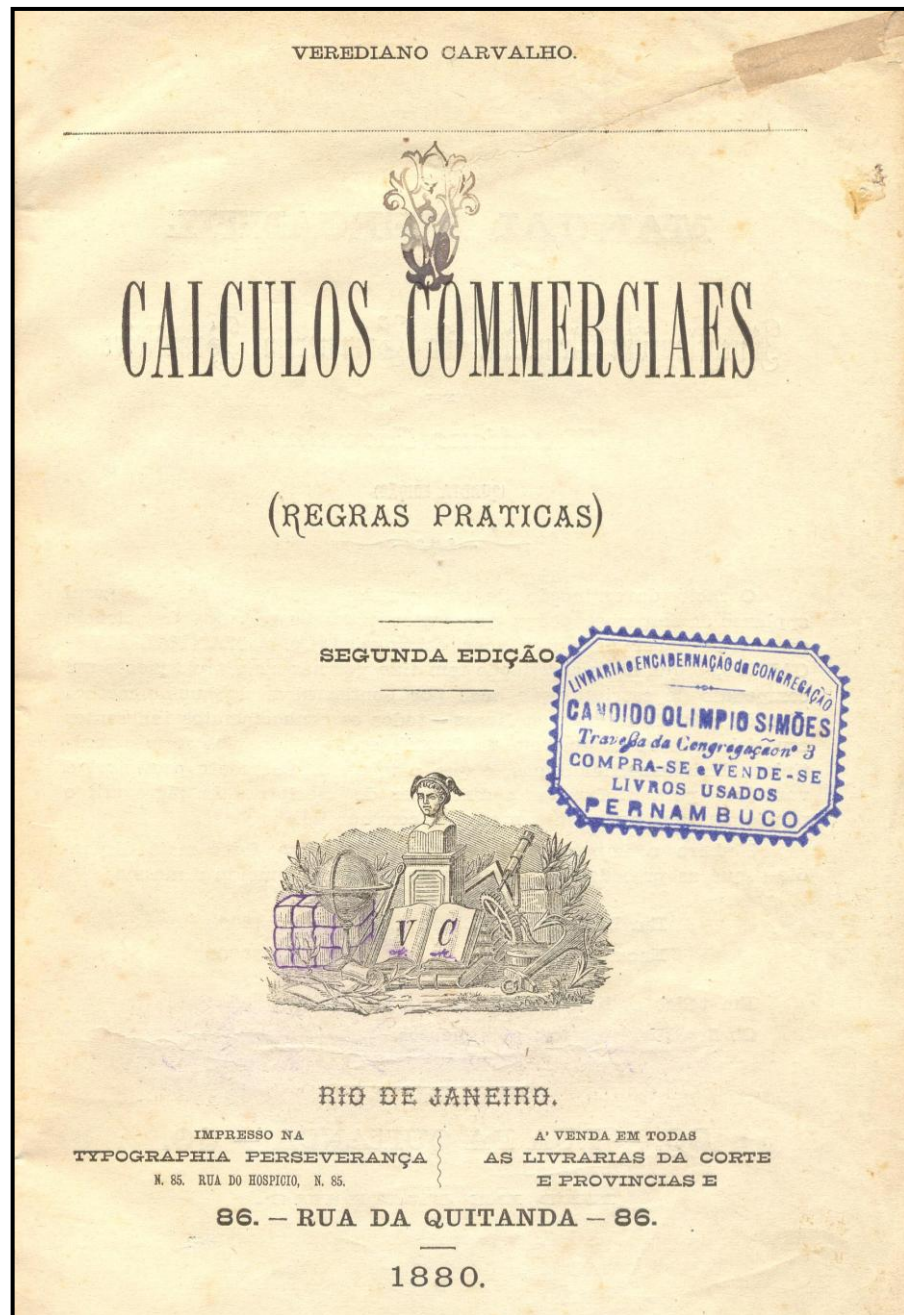 VEREDIANO CARVALHO.
CALCULOS COMMERCIAES
(REGRAS PRATICAS)
SEGUNDA EDIÇÃO
LIVRARIA e ENCADERNAÇÃO da CONGREGAÇÃO
CANDIDO OLIMPIO SIMÕES
Travessa da Congregação nº 3
COMPRA-SE e VENDE-SE
LIVROS USADOS
PERNAMBUCO
V C
RIO DE JANEIRO.
IMPRESSO NA
TYPOGRAPHIA PERSEVERANÇA
N. 85. RUA DO HOSPICIO, N. 85.
A' VENDA EM TODAS
AS LIVRARIAS DA CORTE
E PROVINCIAS E
86. — RUA DA QUITANDA — 86.
1880.